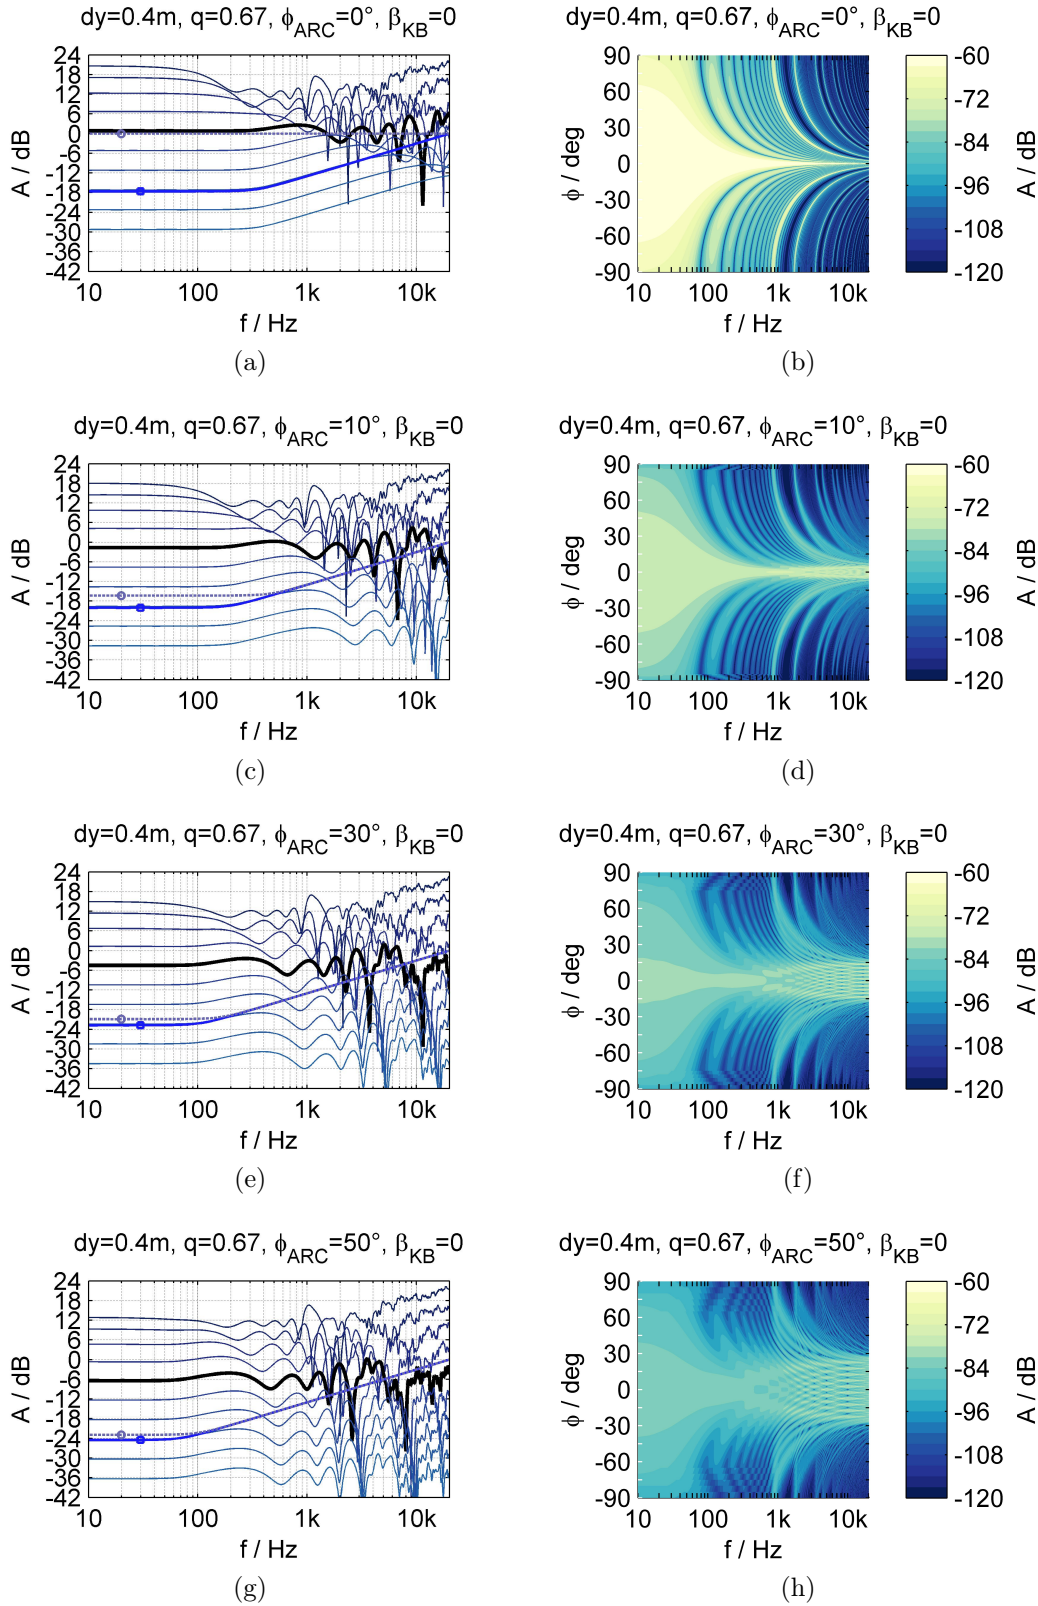 dy=0.4m, q=0.67, ϕARC=0°, βKB=0
dy=0.4m, q=0.67, ϕARC=0°, βKB=0
24
18
12
6
0
-6
-12
-18
-24
-30
-36
-42
A / dB
10
100
1k
10k
f / Hz
(a)
90
60
30
0
-30
-60
-90
ϕ / deg
10
100
1k
10k
f / Hz
-60
-72
-84
-96
-108
-120
A / dB
(b)
dy=0.4m, q=0.67, ϕARC=10°, βKB=0
dy=0.4m, q=0.67, ϕARC=10°, βKB=0
24
18
12
6
0
-6
-12
-18
-24
-30
-36
-42
A / dB
10
100
1k
10k
f / Hz
(c)
90
60
30
0
-30
-60
-90
ϕ / deg
10
100
1k
10k
f / Hz
-60
-72
-84
-96
-108
-120
A / dB
(d)
dy=0.4m, q=0.67, ϕARC=30°, βKB=0
dy=0.4m, q=0.67, ϕARC=30°, βKB=0
24
18
12
6
0
-6
-12
-18
-24
-30
-36
-42
A / dB
10
100
1k
10k
f / Hz
(e)
90
60
30
0
-30
-60
-90
ϕ / deg
10
100
1k
10k
f / Hz
-60
-72
-84
-96
-108
-120
A / dB
(f)
dy=0.4m, q=0.67, ϕARC=50°, βKB=0
dy=0.4m, q=0.67, ϕARC=50°, βKB=0
24
18
12
6
0
-6
-12
-18
-24
-30
-36
-42
A / dB
10
100
1k
10k
f / Hz
(g)
90
60
30
0
-30
-60
-90
ϕ / deg
10
100
1k
10k
f / Hz
-60
-72
-84
-96
-108
-120
A / dB
(h)